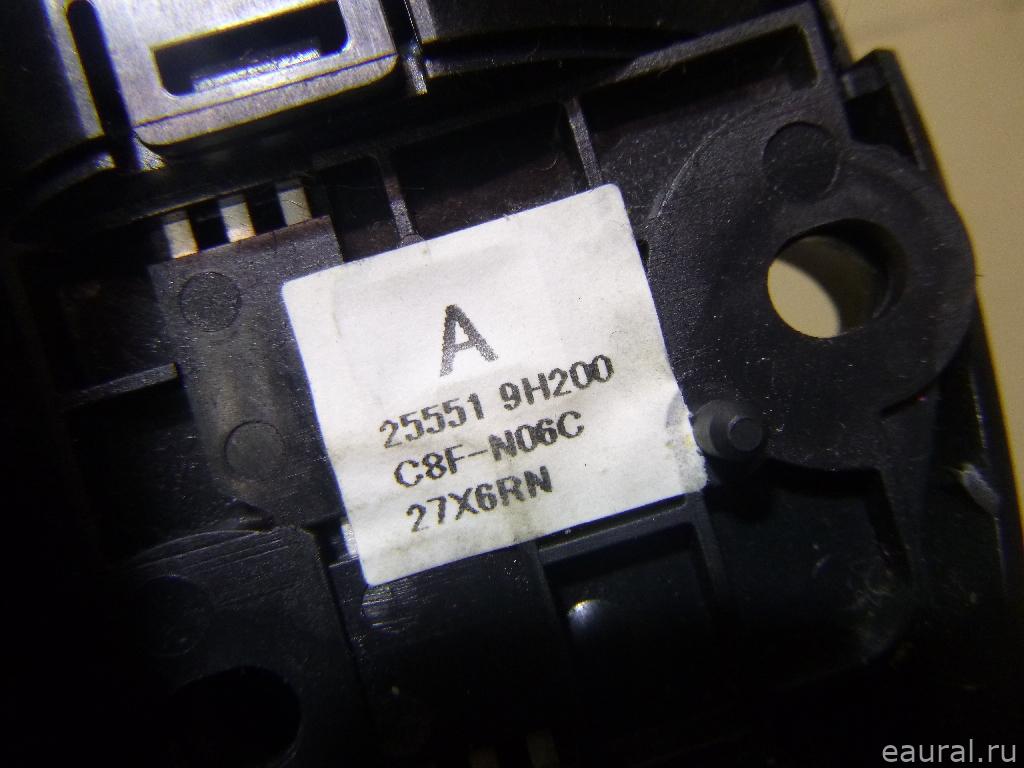 A
25551 9H200
C8F-N06C
27X6RN
eaural.ru